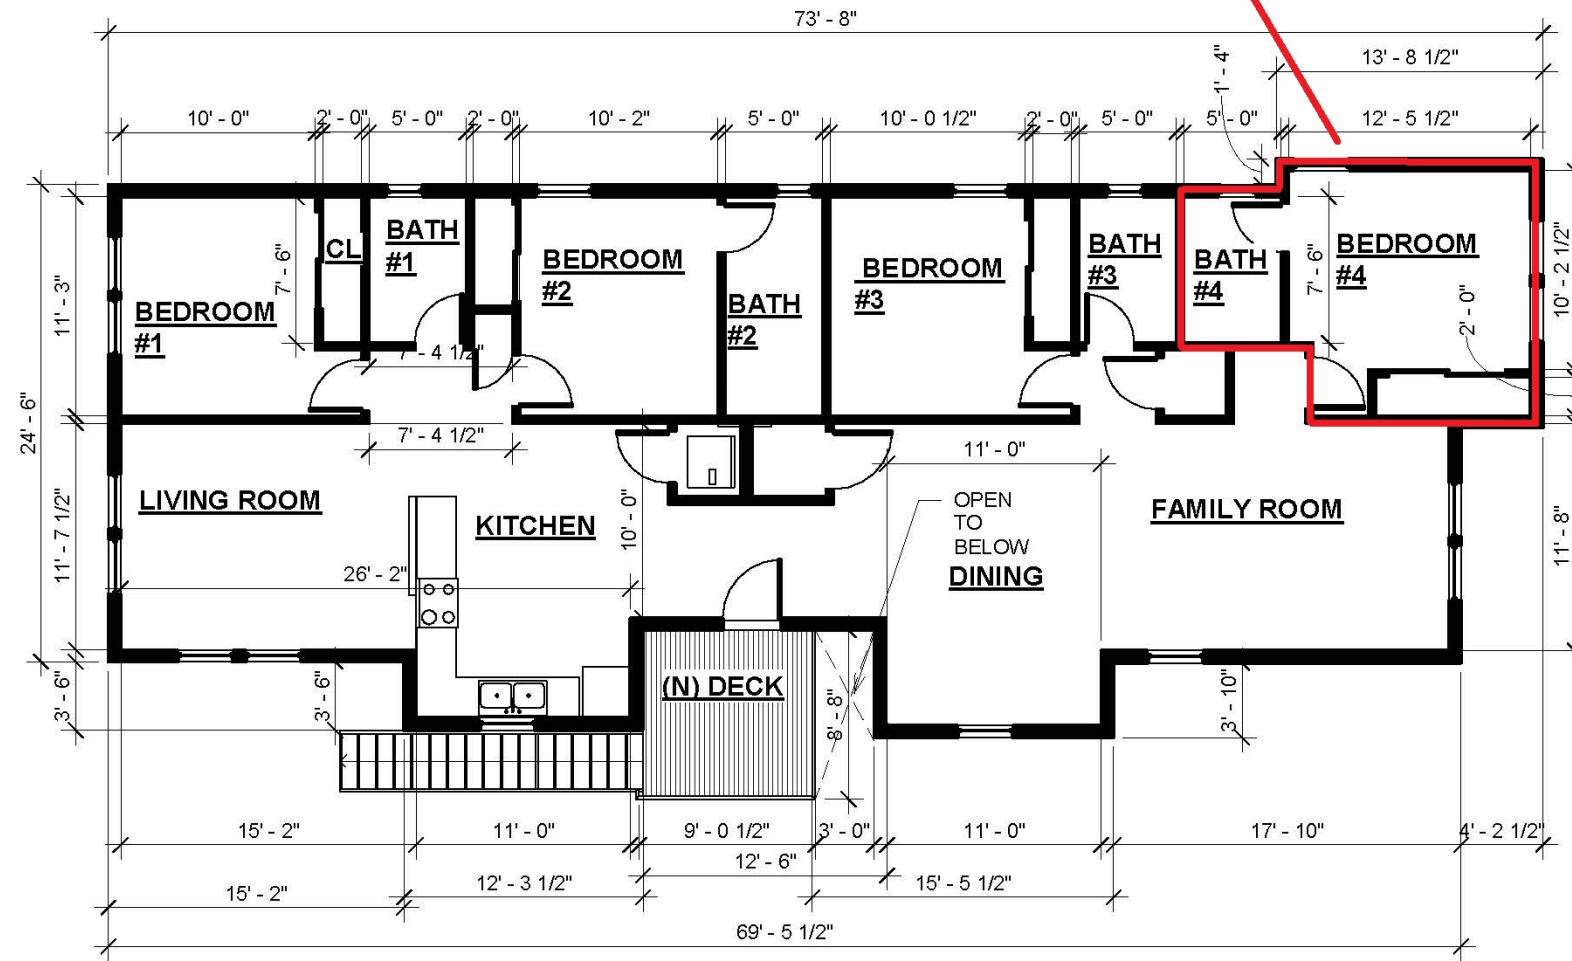 73' - 8"
13' - 8 1/2"
1' - 4"
10' - 0"
2' - 0"
5' - 0"
2' - 0"
10' - 2"
5' - 0"
10' - 0 1/2"
2' - 0"
5' - 0"
5' - 0"
12' - 5 1/2"
24' - 6"
11' - 3"
7' - 6"
CL
BATH
#1
BEDROOM
#1
7' - 4 1/2"
BEDROOM
#2
BATH
#2
BEDROOM
#3
BATH
#3
BATH
#4
7' - 6"
BEDROOM
#4
2' - 0"
10' - 2 1/2"
7' - 4 1/2"
11' - 0"
11' - 7 1/2"
LIVING ROOM
KITCHEN
10' - 0"
26' - 2"
OPEN
TO
BELOW
DINING
FAMILY ROOM
11' - 8"
3' - 6"
3' - 6"
(N) DECK
8' - 8"
3' - 10"
15' - 2"
11' - 0"
9' - 0 1/2"
3' - 0"
11' - 0"
17' - 10"
4' - 2 1/2"
12' - 6"
15' - 2"
12' - 3 1/2"
15' - 5 1/2"
69' - 5 1/2"